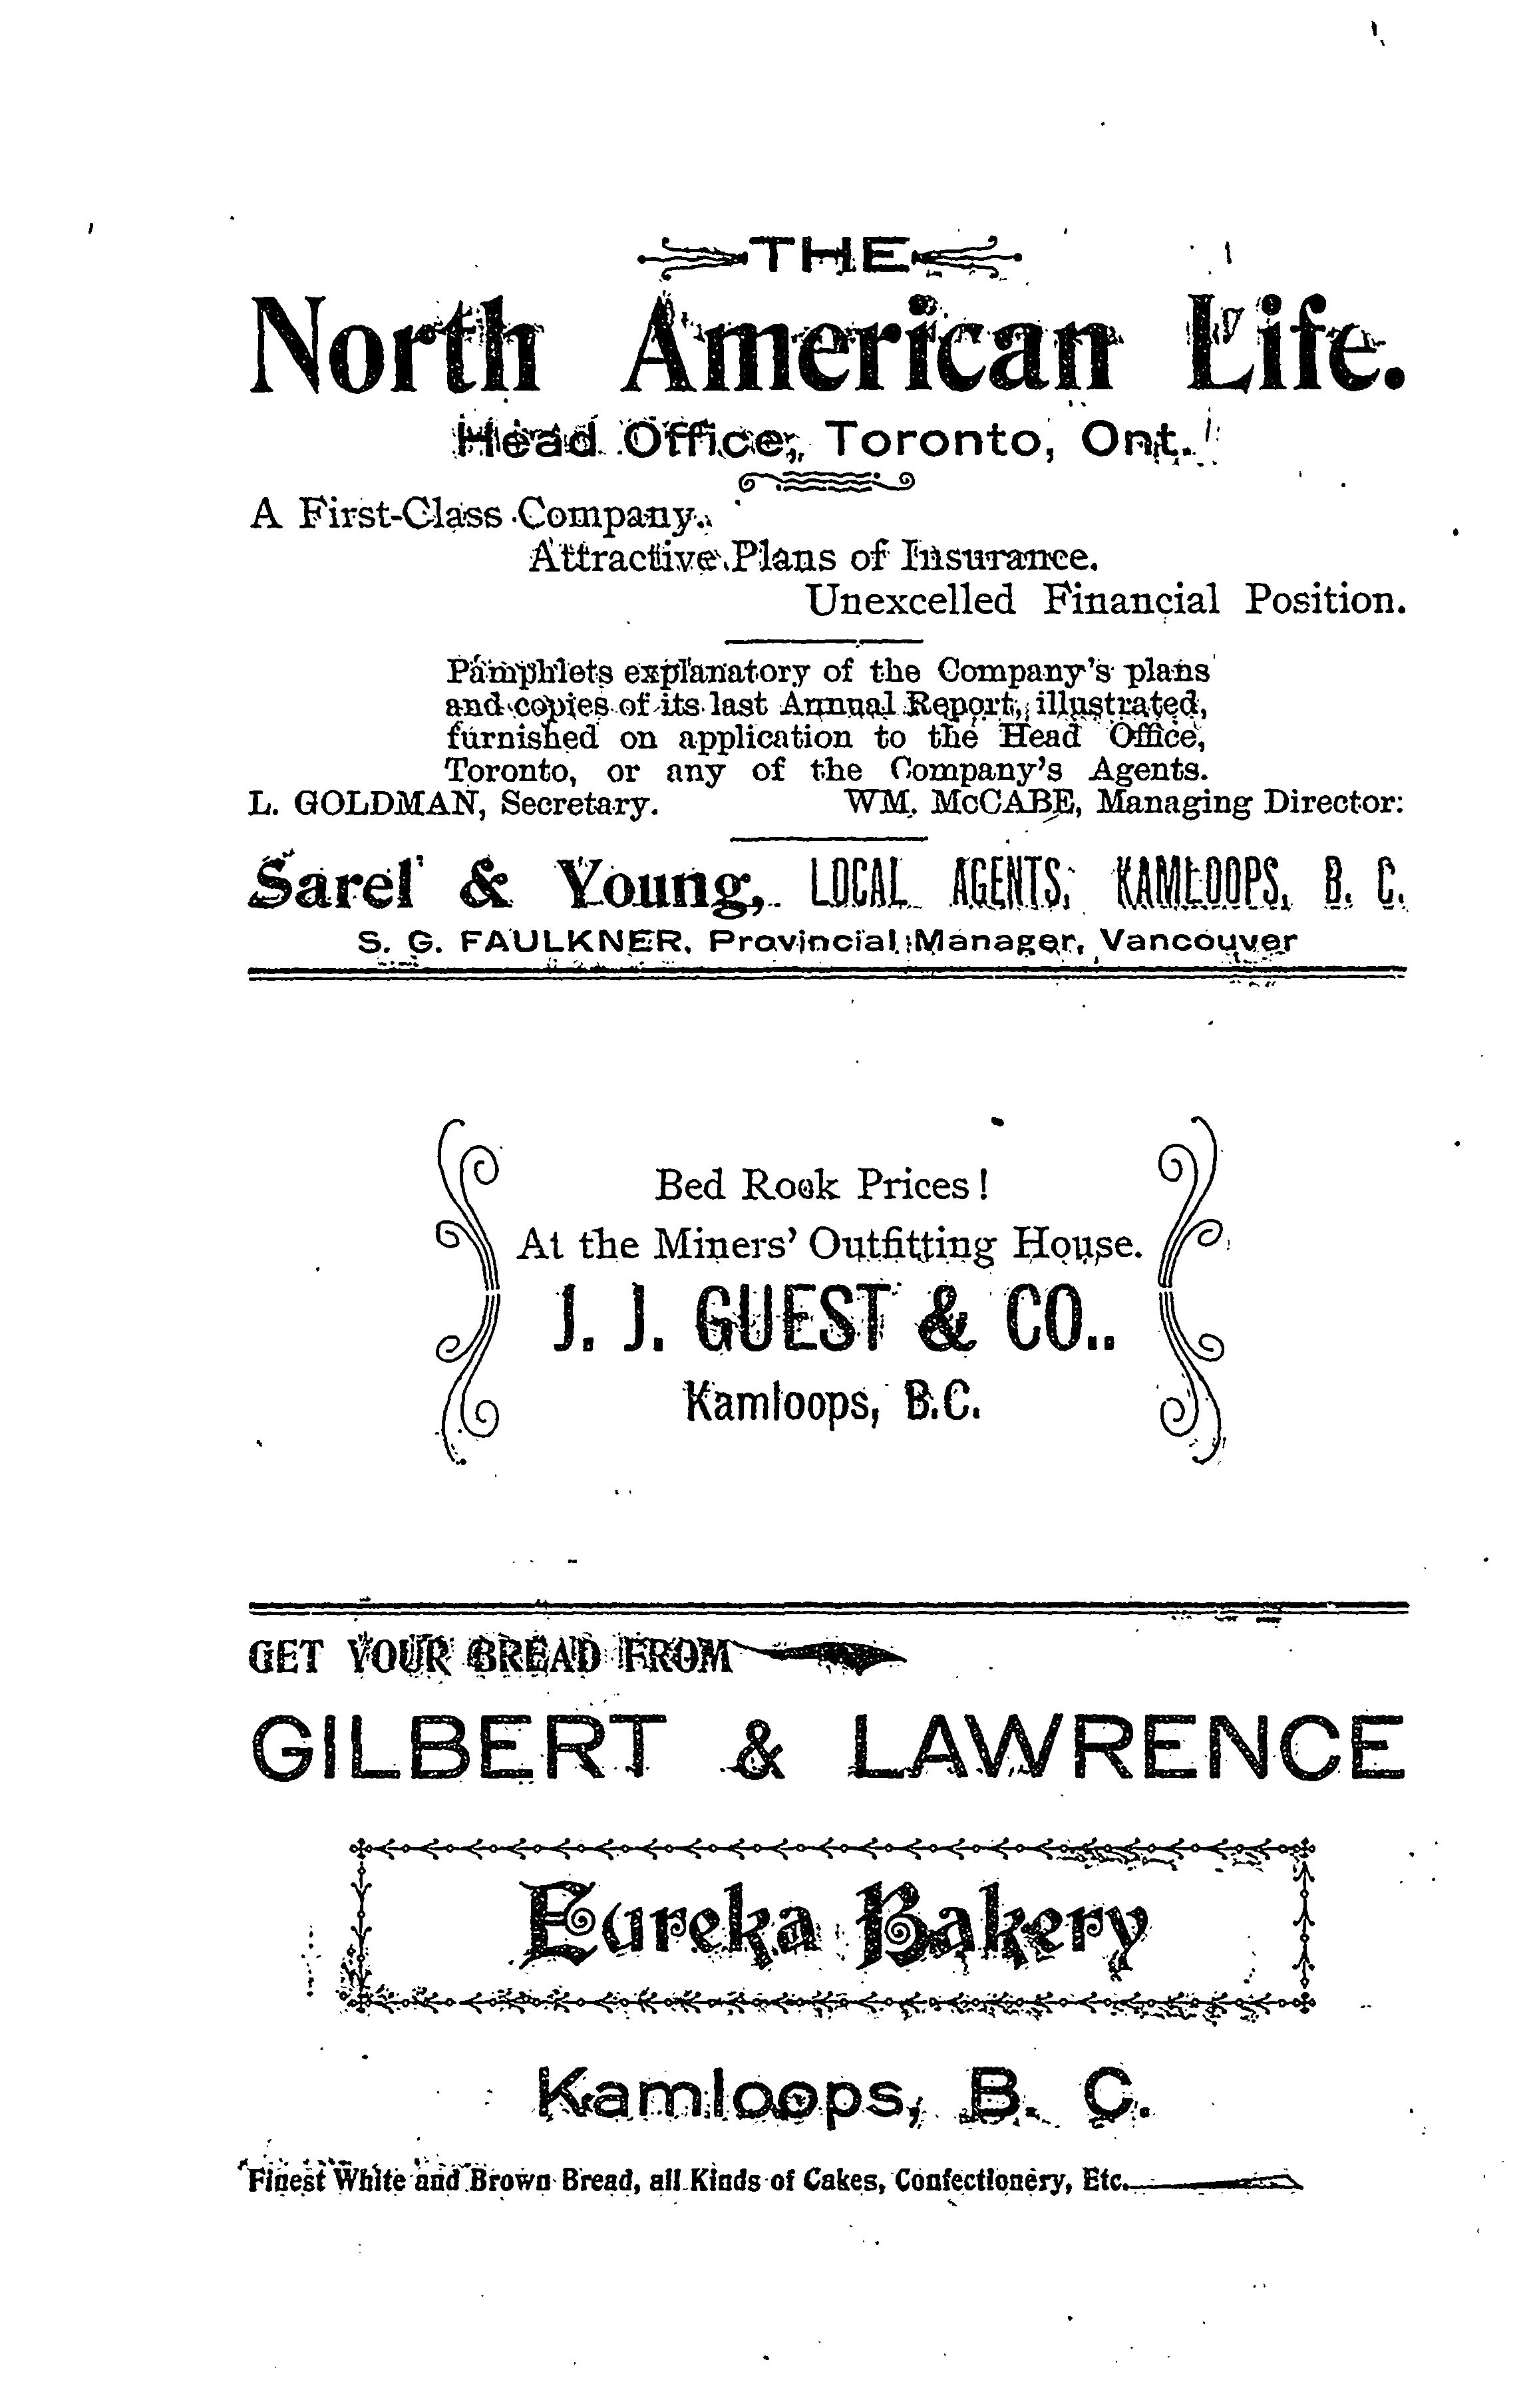 THE
North American Life.
Head Office, Toronto, Ont.
A First-Class Company.
Attractive Plans of Insurance.
Unexcelled Financial Position.
Pamphlets explanatory of the Company's plans
and copies of its last Annual Report, illustrated,
furnished on application to the Head Office,
Toronto, or any of the Company's Agents.
L. GOLDMAN, Secretary. WM. McCABE, Managing Director:
Sarel & Young, LOCAL AGENTS, KAMLOOPS, B. C.
S. G. FAULKNER, Provincial Manager, Vancouver
Bed Rock Prices!
At the Miners' Outfitting House.
J. J. GUEST & CO..
Kamloops, B.C.
GET YOUR BREAD FROM
GILBERT & LAWRENCE
Eureka Bakery
Kamloops, B. C.
Finest White and Brown Bread, all Kinds of Cakes, Confectionery, Etc.